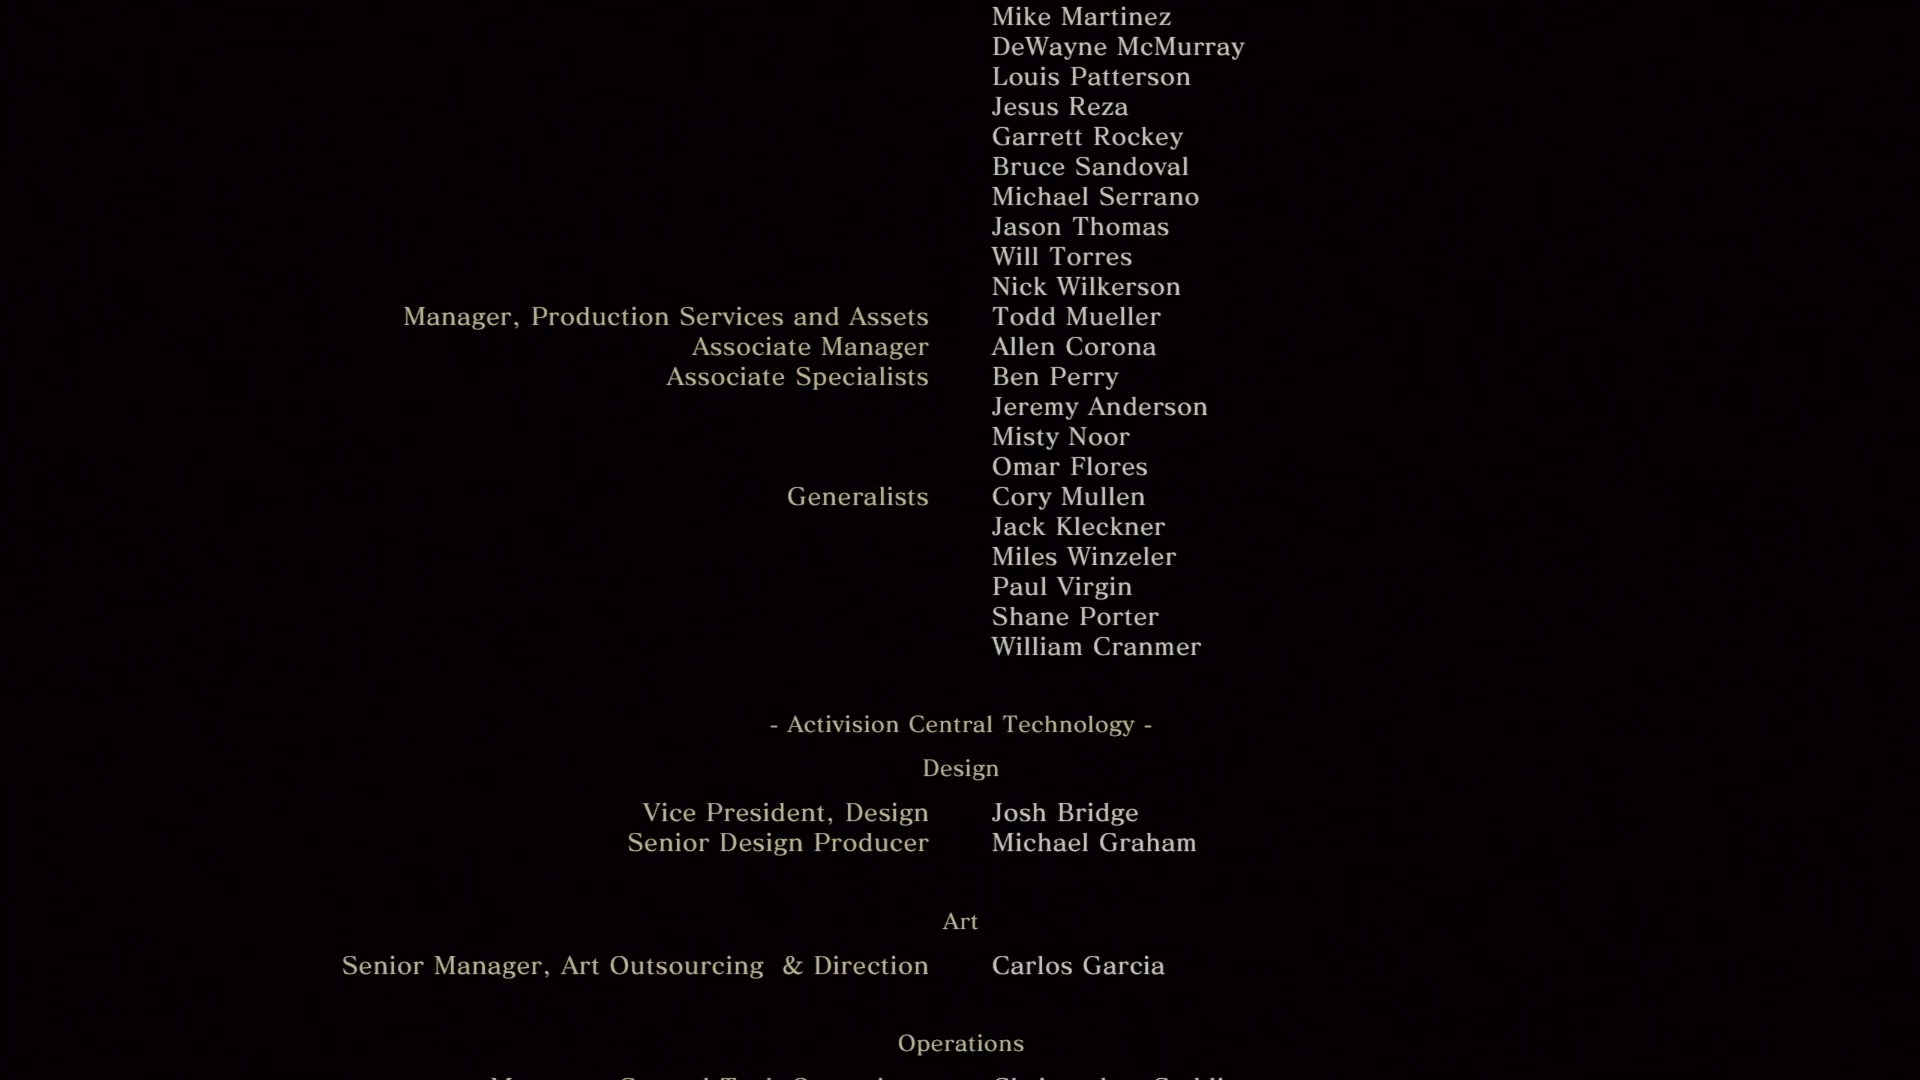 Mike Martinez
DeWayne McMurray
Louis Patterson
Jesus Reza
Garrett Rockey
Bruce Sandoval
Michael Serrano
Jason Thomas
Will Torres
Nick Wilkerson
Manager, Production Services and Assets Todd Mueller
Associate Manager Allen Corona
Associate Specialists Ben Perry
Jeremy Anderson
Misty Noor
Omar Flores
Generalists Cory Mullen
Jack Kleckner
Miles Winzeler
Paul Virgin
Shane Porter
William Cranmer
- Activision Central Technology -
Design
Vice President, Design Josh Bridge
Senior Design Producer Michael Graham
Art
Senior Manager, Art Outsourcing  & Direction Carlos Garcia
Operations